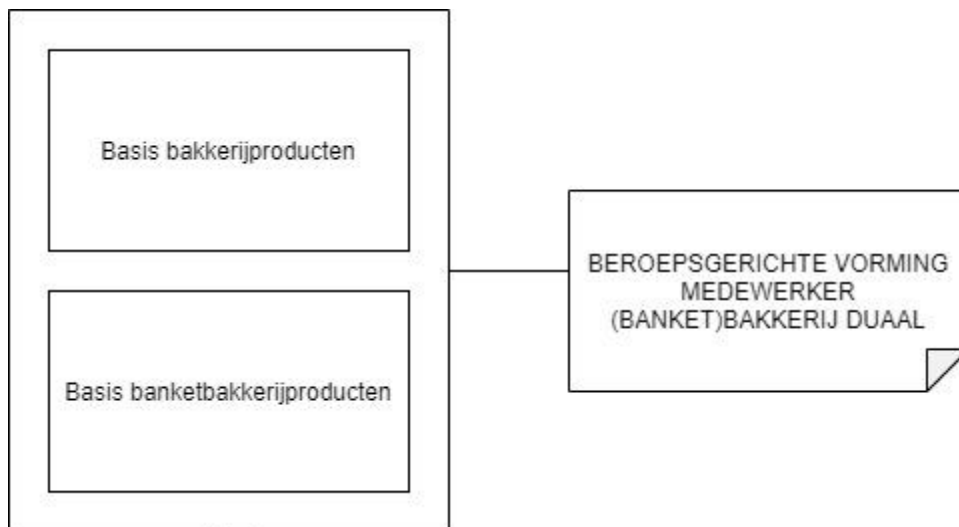 Basis bakkerijproducten
BEROEPSGERICHTE VORMING
MEDEWERKER
(BANKET)BAKKERIJ DUAAL
Basis banketbakkerijproducten